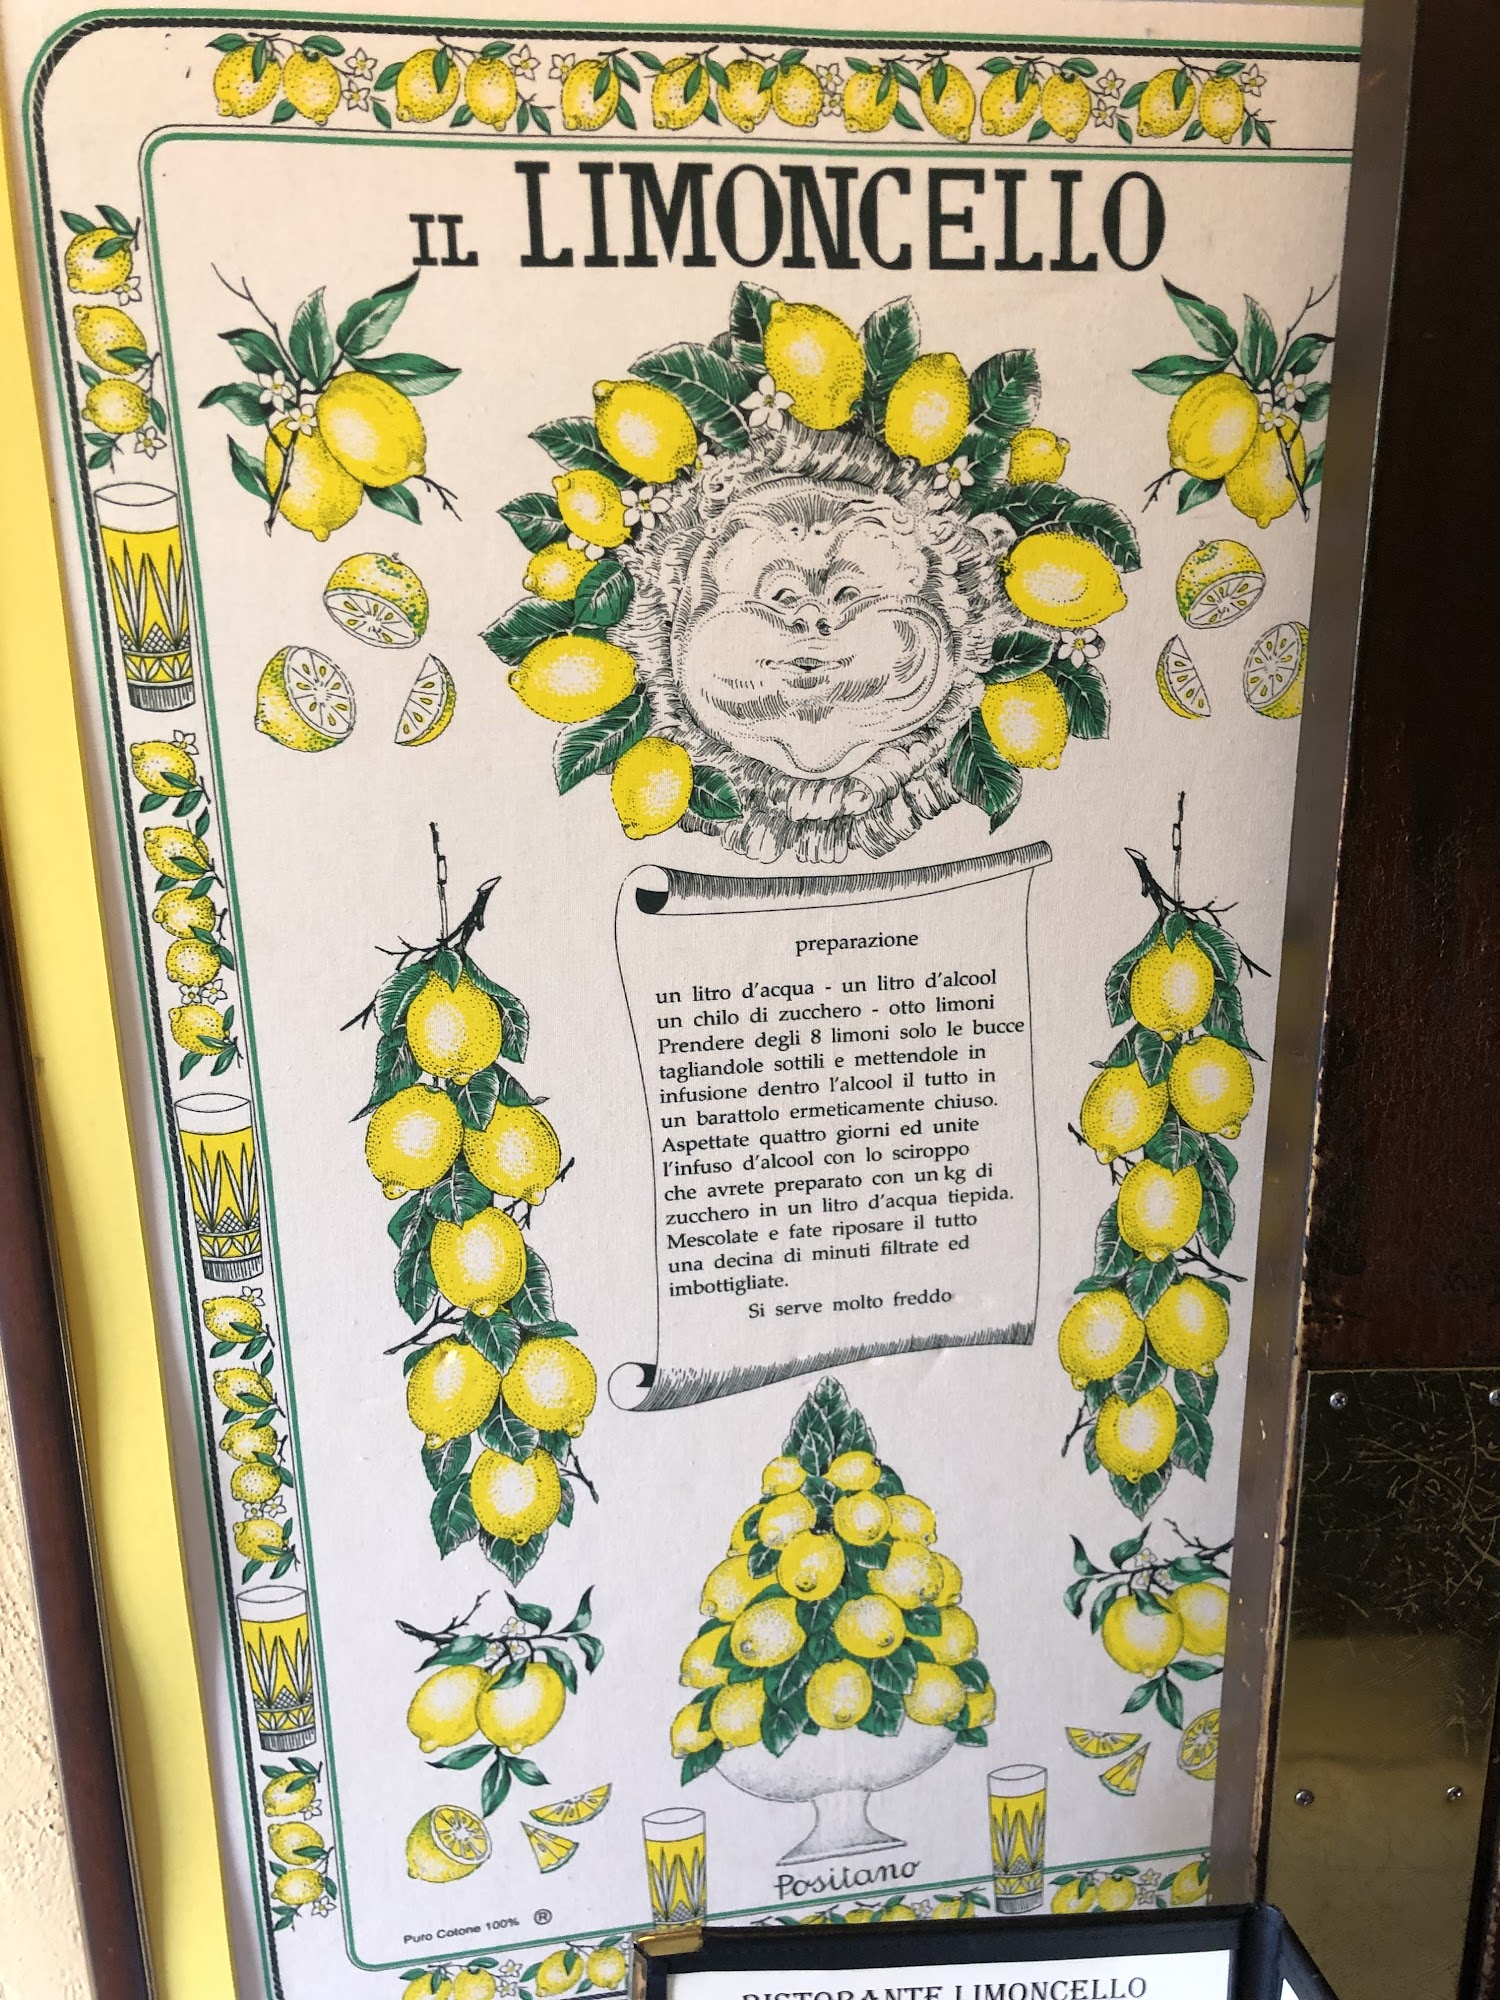 IL LIMONCELLO
preparazione
un litro d'acqua - un litro d'alcool
un chilo di zucchero - otto limoni
Prendere degli 8 limoni solo le bucce
tagliandole sottili e mettendole in
infusione dentro l'alcool il tutto in
un barattolo ermeticamente chiuso.
Aspettate quattro giorni ed unite
l'infuso d'alcool con lo sciroppo
che avrete preparato con un kg di
zucchero in un litro d'acqua tiepida.
Mescolate e fate riposare il tutto
una decina di minuti filtrate ed
imbottigliate.
Si serve molto freddo
Positano
Puro Cotone 100% ®
RISTORANTE LIMONCELLO